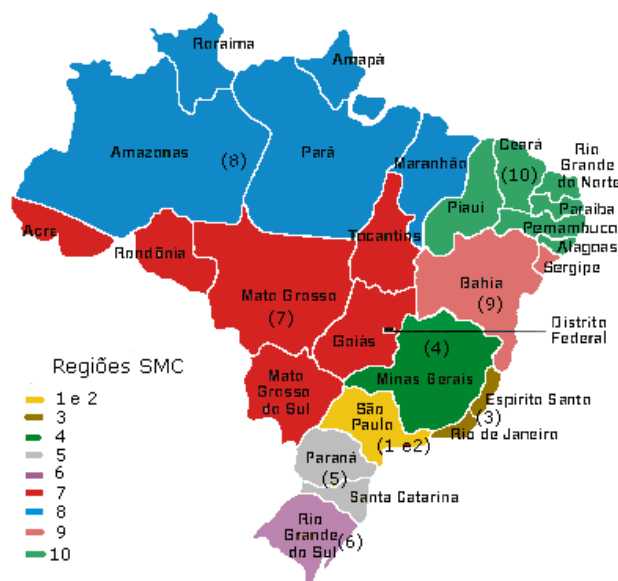 Roraima
Amapá
Amazonas
(8)
Pará
Maranhão
Ceará
(10)
Rio
Grande
do Norte
Piaui
Paraiba
Pernambuco
Alagoas
Sergipe
Acre
Rondônia
Tocantins
Bahia
(9)
Mato Grosso
(7)
Goiás
Distrito
Federal
(4)
Minas Gerais
Mato
Grosso
do Sul
São
Paulo
(1 e2)
Espirito Santo
(3)
Rio de Janeiro
Paraná
(5)
Santa Catarina
Rio
Grande
do Sul
(6)
Regiões SMC
1 e 2
3
4
5
6
7
8
9
10